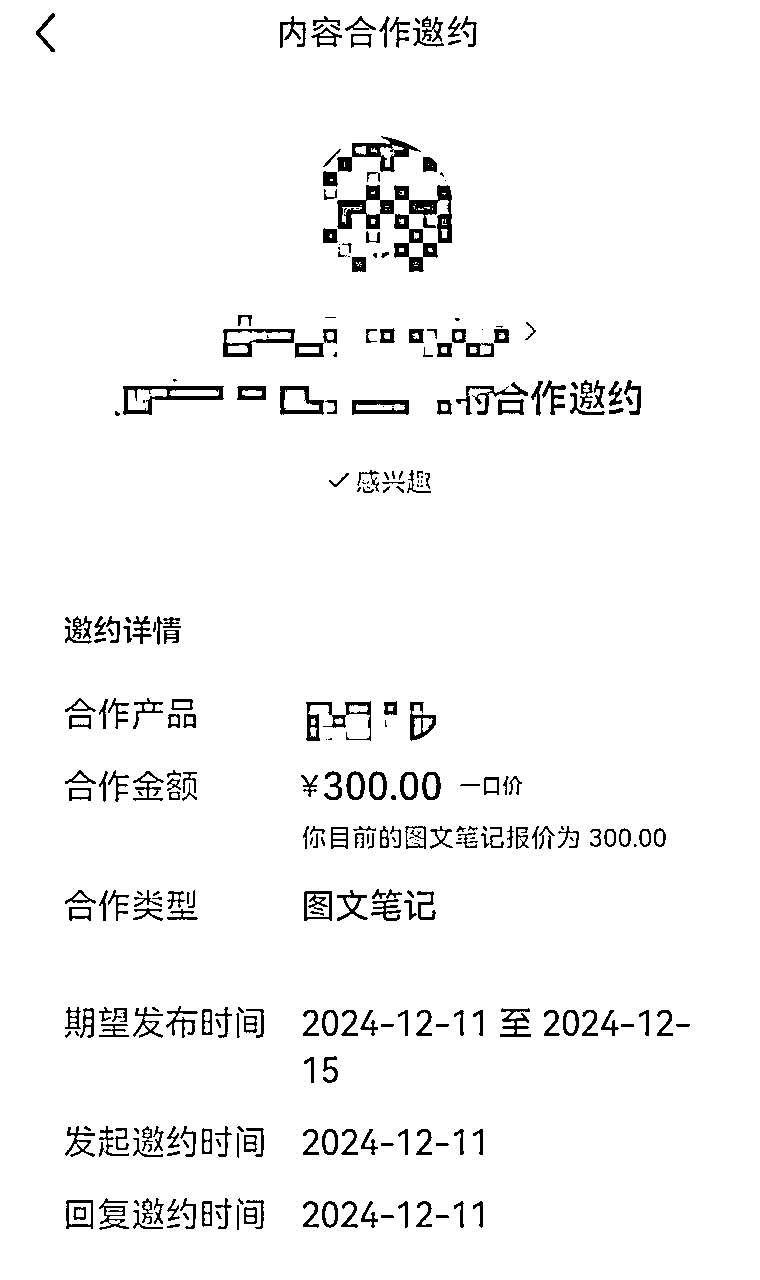 内容合作邀约
合作邀约
感兴趣
邀约详情
合作产品
合作金额 ¥300.00 一口价
你目前的图文笔记报价为 300.00
合作类型 图文笔记
期望发布时间 2024-12-11 至 2024-12-
15
发起邀约时间 2024-12-11
回复邀约时间 2024-12-11